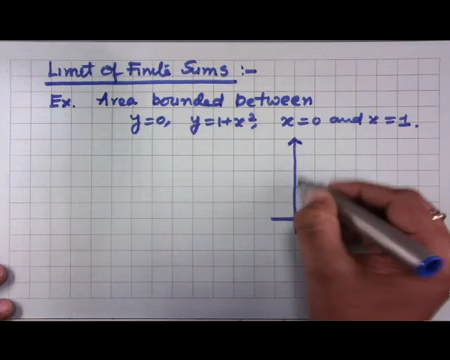 Limit of Finite Sums :-
Ex. Area bounded between
y=0, y=1+x², x=0 and x=1.